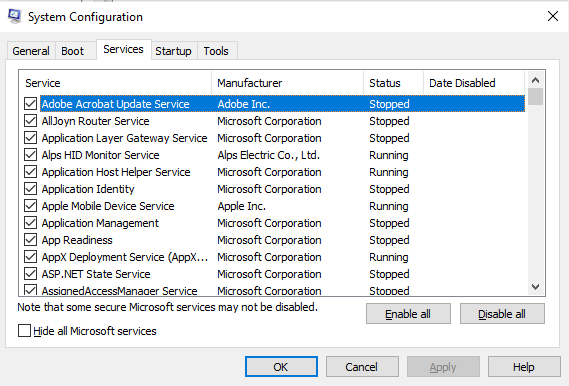 System Configuration
General Boot Services Startup Tools
Service Manufacturer Status Date Disabled
Adobe Acrobat Update Service Adobe Inc. Stopped
AllJoyn Router Service Microsoft Corporation Stopped
Application Layer Gateway Service Microsoft Corporation Stopped
Alps HID Monitor Service Alps Electric Co., Ltd. Running
Application Host Helper Service Microsoft Corporation Running
Application Identity Microsoft Corporation Stopped
Apple Mobile Device Service Apple Inc. Running
Application Management Microsoft Corporation Stopped
App Readiness Microsoft Corporation Stopped
AppX Deployment Service (AppX... Microsoft Corporation Running
ASP.NET State Service Microsoft Corporation Stopped
AssignedAccessManager Service Microsoft Corporation Stopped
Note that some secure Microsoft services may not be disabled.
Enable all Disable all
Hide all Microsoft services
OK Cancel Apply Help